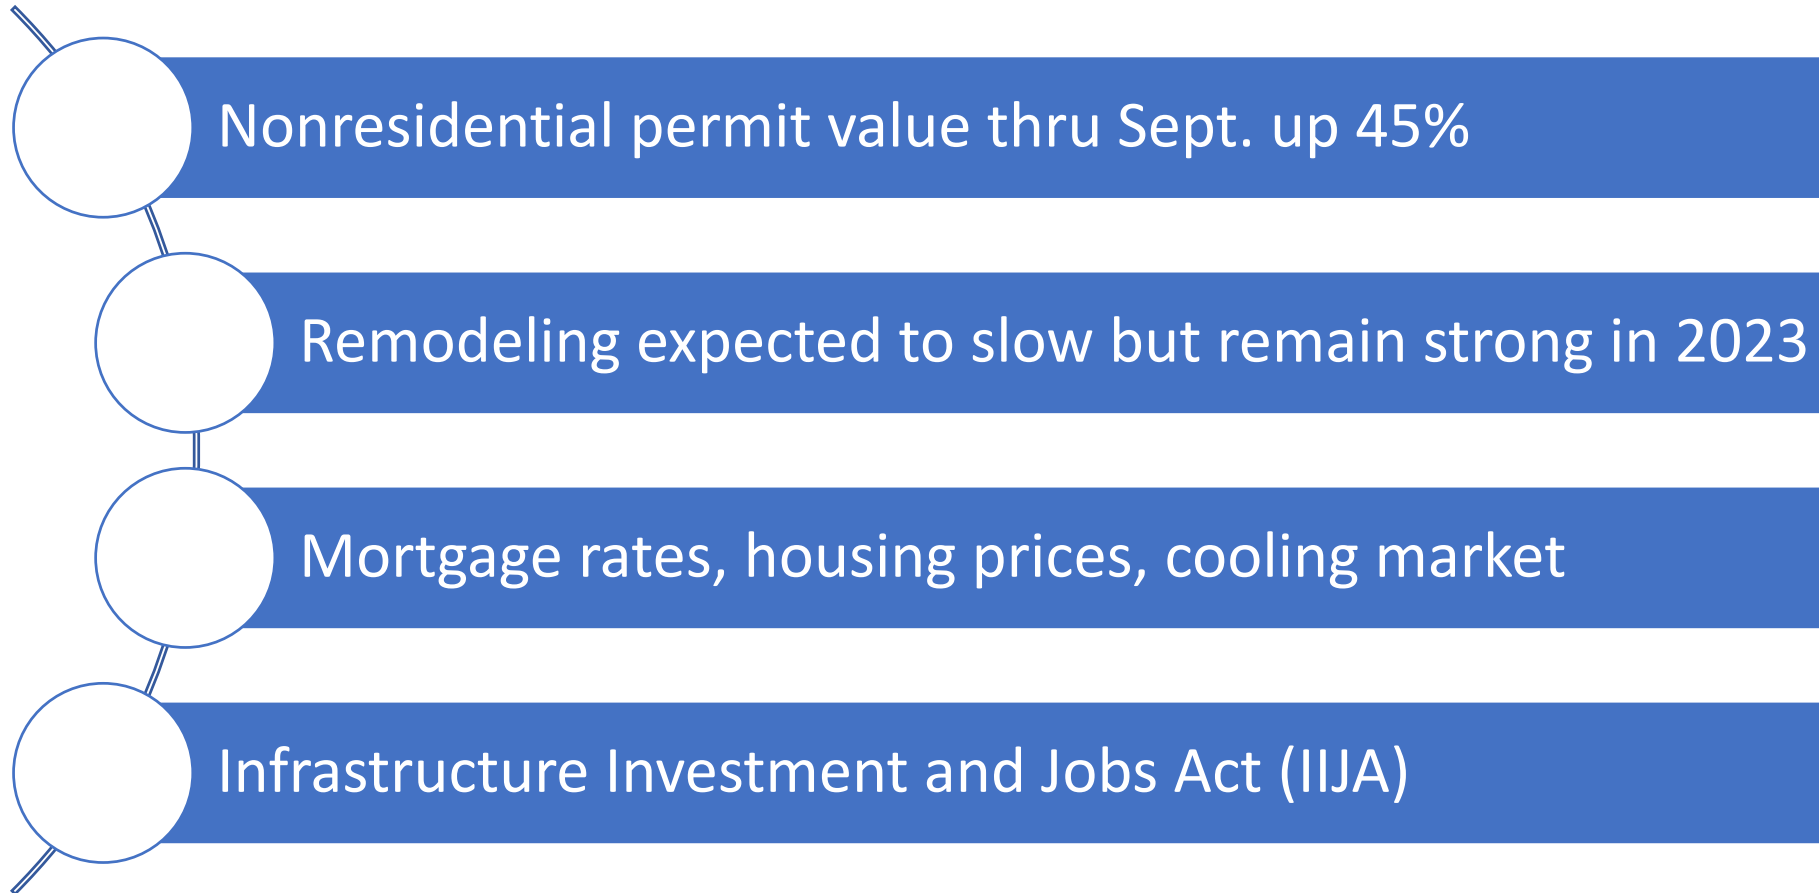 Nonresidential permit value thru Sept. up 45%
Remodeling expected to slow but remain strong in 2023
Mortgage rates, housing prices, cooling market
Infrastructure Investment and Jobs Act (IIJA)